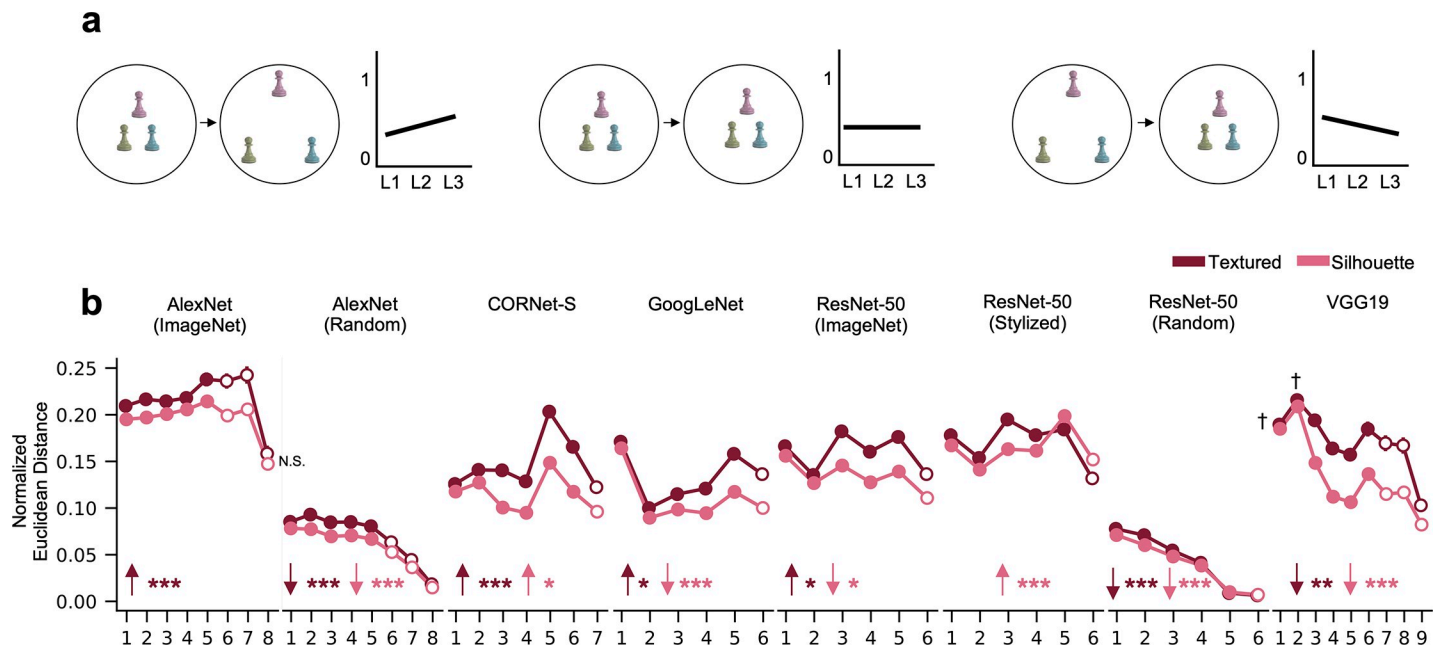 a
1
0
L1 L2 L3
1
0
L1 L2 L3
1
0
L1 L2 L3
Textured Silhouette
b
AlexNet
(ImageNet)
AlexNet
(Random)
CORNet-S
GoogLeNet
ResNet-50
(ImageNet)
ResNet-50
(Stylized)
ResNet-50
(Random)
VGG19
Normalized
Euclidean Distance
0.25
0.20
0.15
0.10
0.05
0.00
N.S.
†
†
***
*** ***
*** *
* ***
* *
***
*** ***
** ***
1 2 3 4 5 6 7 8
1 2 3 4 5 6 7 8
1 2 3 4 5 6 7
1 2 3 4 5 6
1 2 3 4 5 6
1 2 3 4 5 6
1 2 3 4 5 6
1 2 3 4 5 6 7 8 9